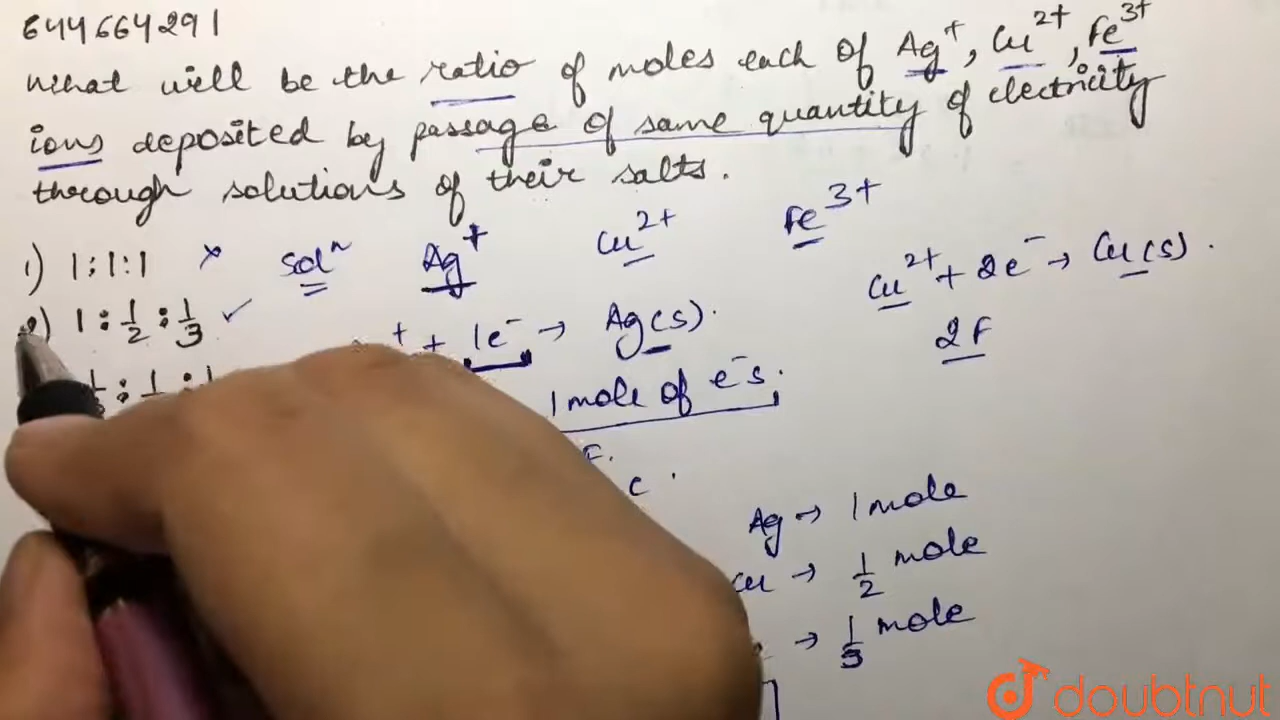 644664291
What will be the ratio of moles each of Ag⁺, Cu²⁺, Fe³⁺
ions deposited by passage of same quantity of electricity
through solutions of their salts.
1) 1:1:1 ×
2) 1 : 1/2 : 1/3 ✓
Solⁿ Ag⁺ Cu²⁺ Fe³⁺
⁺ + 1e⁻ → Ag(s).
Cu²⁺ + 2e⁻ → Cu(s).
2F
1 mole of e⁻s.
F.
C.
Ag → 1 mole
Cu → 1/2 mole
→ 1/3 mole
doubtnut